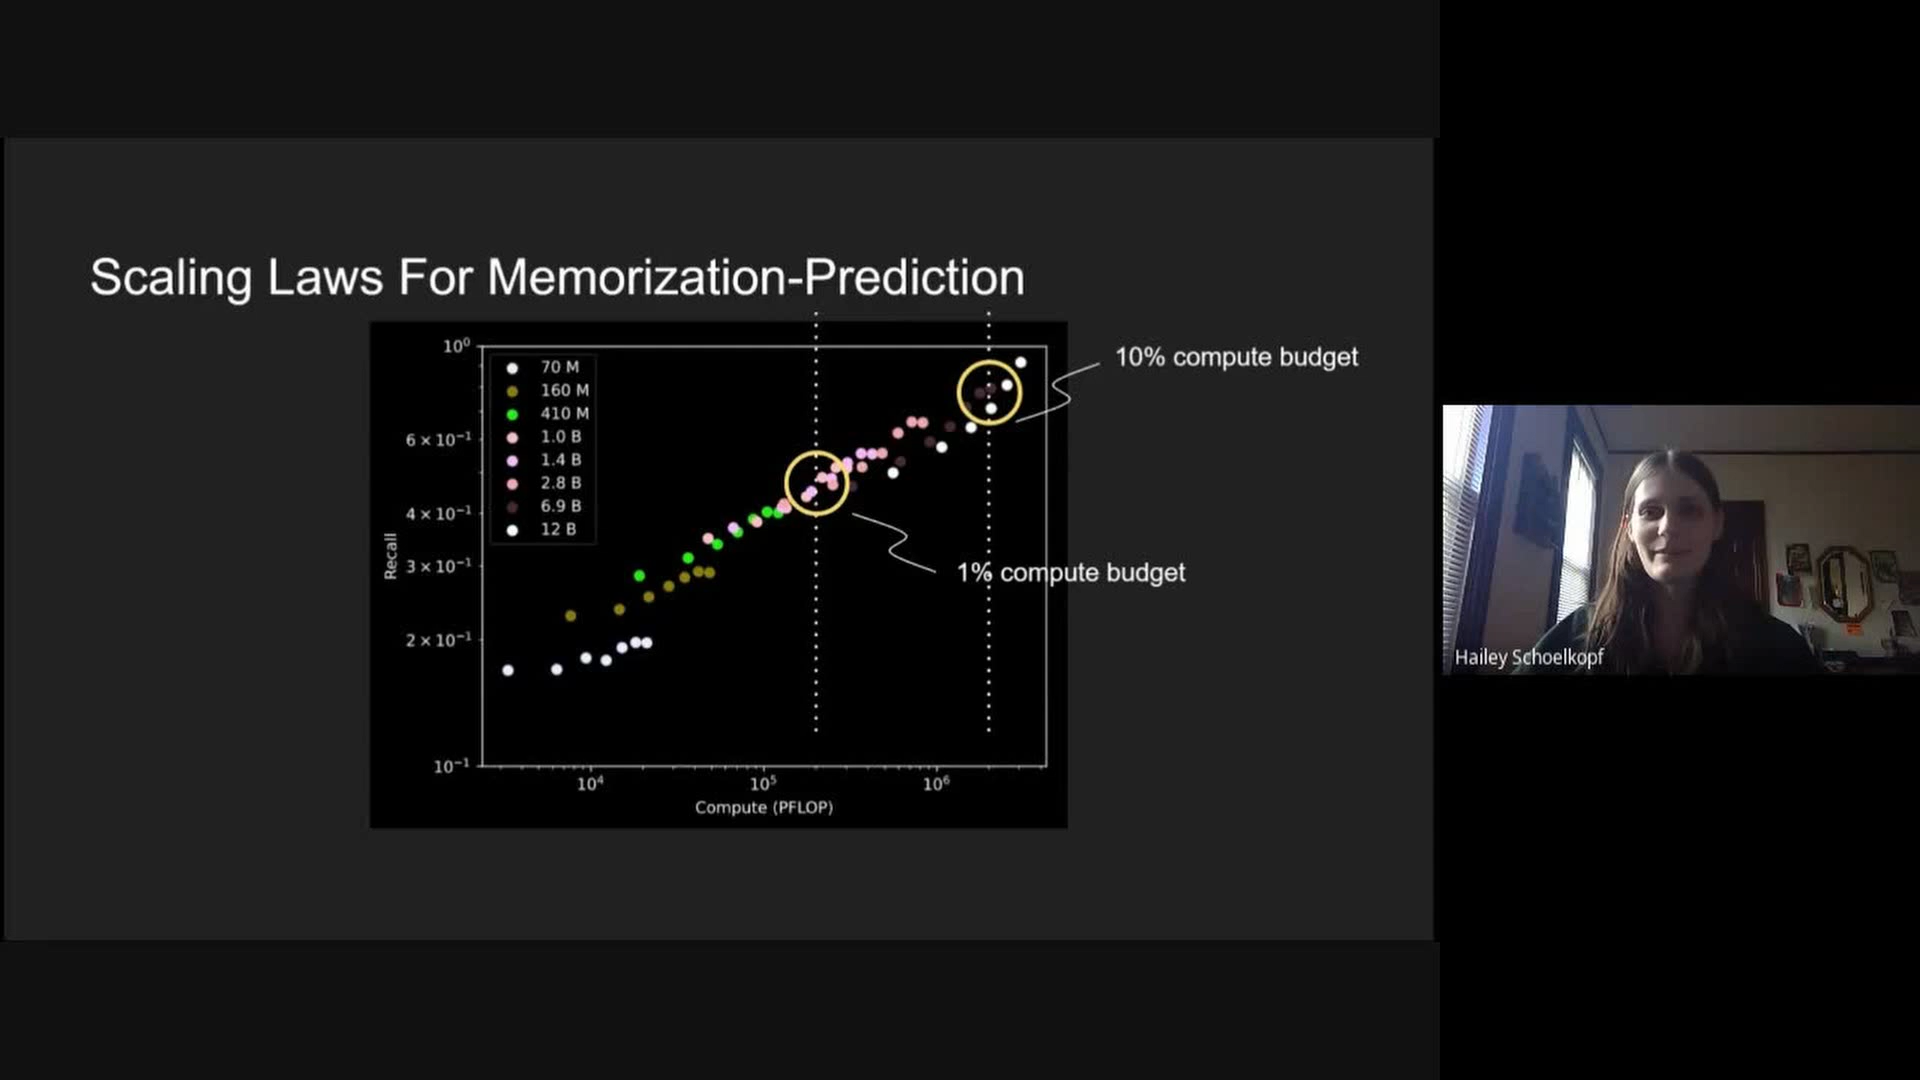 Scaling Laws For Memorization-Prediction
10⁰
6 × 10⁻¹
4 × 10⁻¹
3 × 10⁻¹
2 × 10⁻¹
10⁻¹
Recall
70 M
160 M
410 M
1.0 B
1.4 B
2.8 B
6.9 B
12 B
10% compute budget
1% compute budget
10⁴
10⁵
10⁶
Compute (PFLOP)
Hailey Schoelkopf